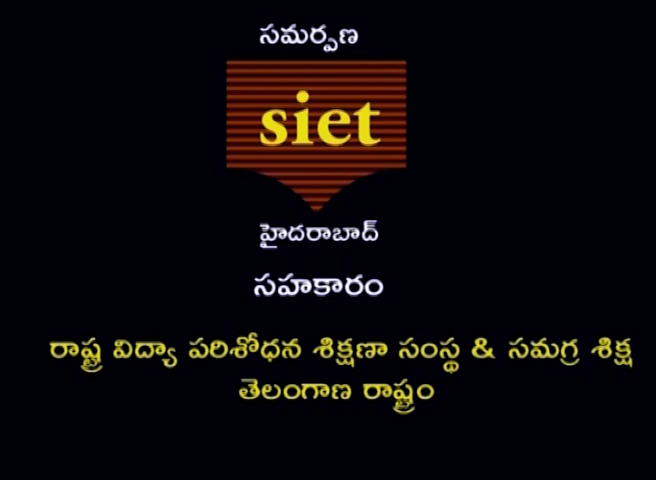 సమర్పణ
siet
హైదరాబాద్
సహకారం
రాష్ట్ర విద్యా పరిశోధన శిక్షణా సంస్థ & సమగ్ర శిక్ష
తెలంగాణ రాష్ట్రం